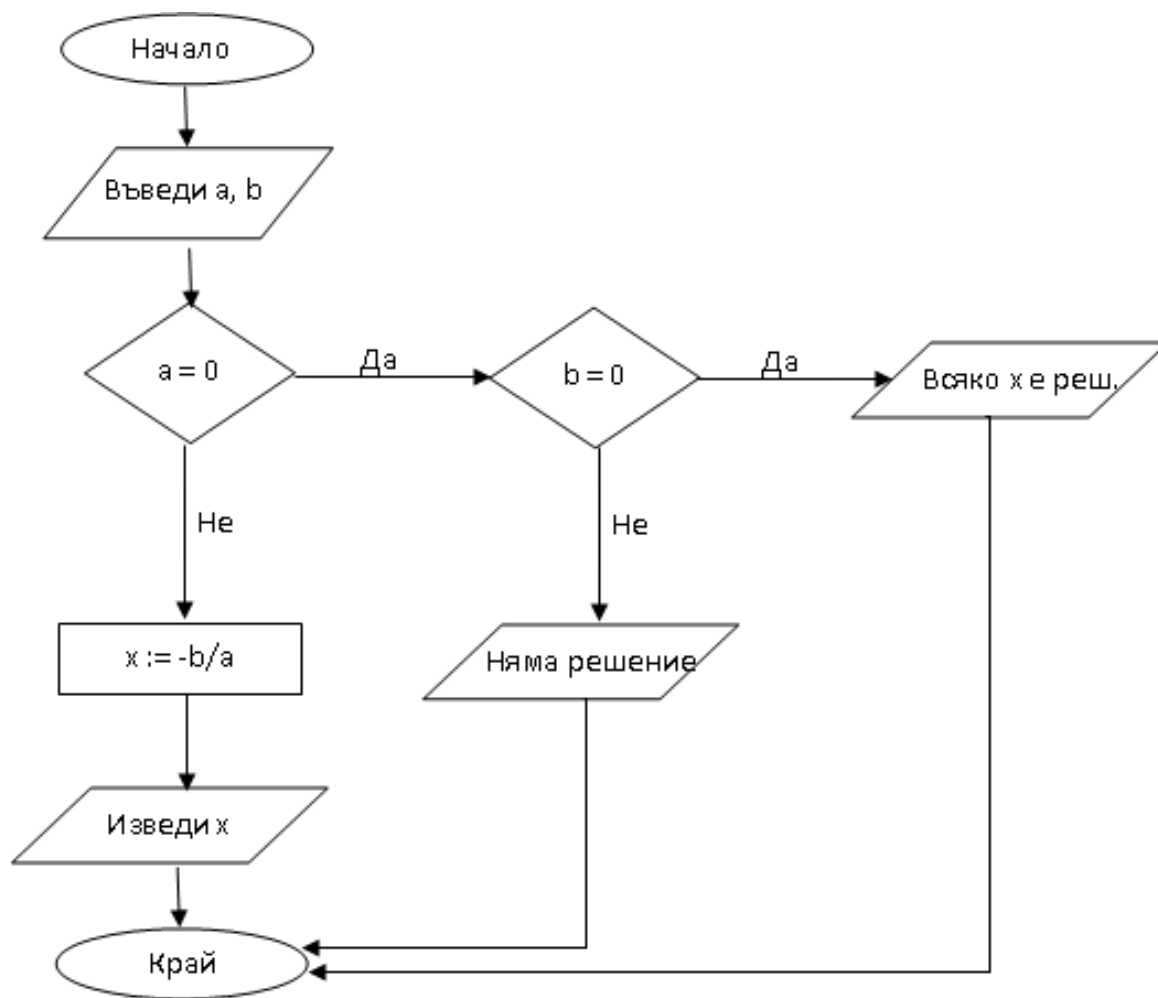 Начало
Въведи a, b
a = 0
Да
b = 0
Да
Всяко x е реш.
Не
Не
x := -b/a
Няма решение
Изведи x
Край